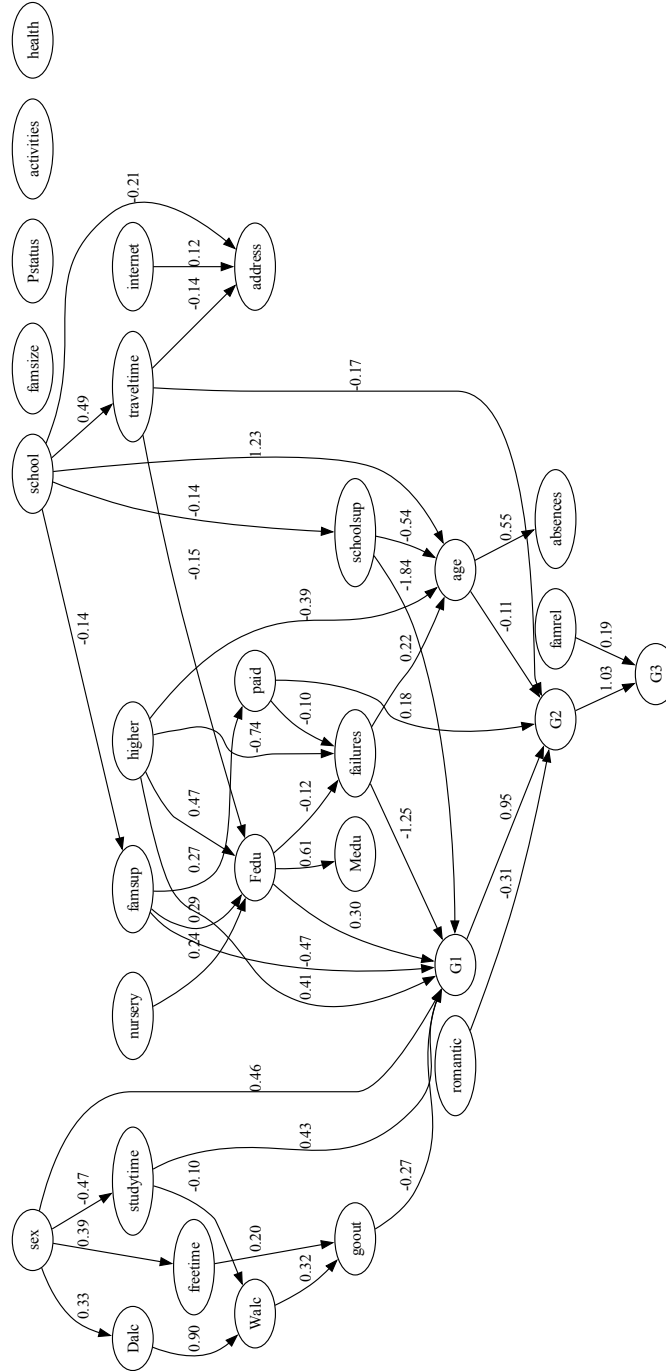 sex
school
famsize
Pstatus
activities
health
0.33
0.39
-0.47
-0.14
0.49
Dalc
studytime
nursery
famsup
higher
traveltime
internet
-0.21
0.90
freetime
-0.10
0.24
0.29
0.27
0.47
-0.15
-0.14
-0.14
0.12
Walc
0.20
0.46
Fedu
-0.74
paid
1.23
address
0.32
0.43
0.41
-0.47
0.61
-0.12
-0.10
-0.39
goout
0.30
Medu
failures
schoolsup
-0.17
-0.27
-1.25
0.18
0.22
-1.84
-0.54
romantic
G1
age
-0.31
0.95
-0.11
0.55
G2
famrel
absences
1.03
0.19
G3